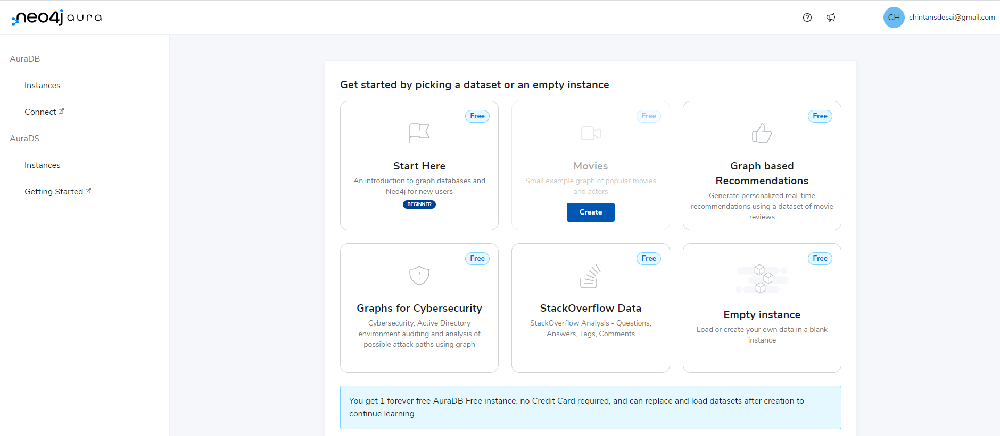 neo4j aura
CH chintansdesai@gmail.com
AuraDB
Instances
Connect
AuraDS
Instances
Getting Started
Get started by picking a dataset or an empty instance
Free
Start Here
An introduction to graph databases and
Neo4j for new users
BEGINNER
Free
Movies
Small example graph of popular movies
and actors
Create
Free
Graph based
Recommendations
Generate personalized real-time
recommendations using a dataset of movie
reviews
Free
Graphs for Cybersecurity
Cybersecurity, Active Directory
environment auditing and analysis of
possible attack paths using graph
Free
StackOverflow Data
StackOverflow Analysis - Questions,
Answers, Tags, Comments
Free
Empty instance
Load or create your own data in a blank
instance
You get 1 forever free AuraDB Free instance, no Credit Card required, and can replace and load datasets after creation to
continue learning.